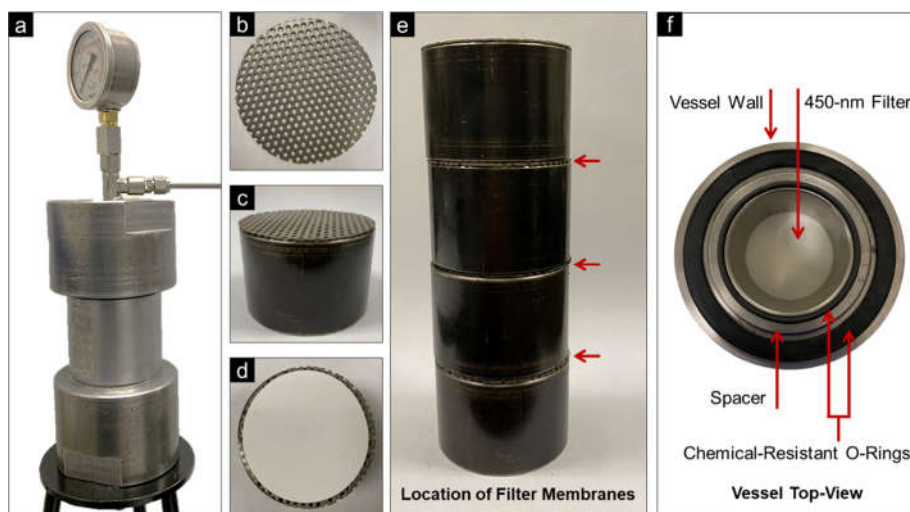 a
b
c
d
e
Location of Filter Membranes
f
Vessel Wall
450-nm Filter
Spacer
Chemical-Resistant O-Rings
Vessel Top-View